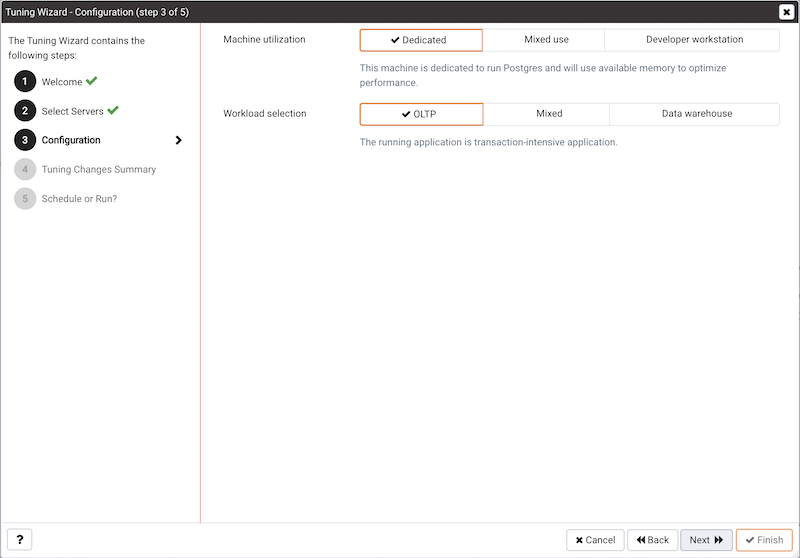 Tuning Wizard - Configuration (step 3 of 5)
The Tuning Wizard contains the
following steps:
1 Welcome
2 Select Servers
3 Configuration
4 Tuning Changes Summary
5 Schedule or Run?
Machine utilization Dedicated Mixed use Developer workstation
This machine is dedicated to run Postgres and will use available memory to optimize
performance.
Workload selection OLTP Mixed Data warehouse
The running application is transaction-intensive application.
? Cancel Back Next Finish